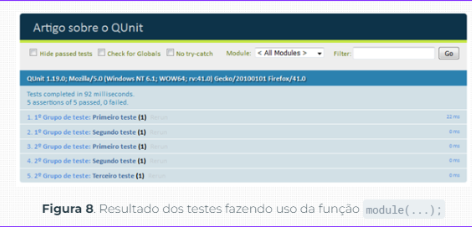 Artigo sobre o QUnit
Hide passed tests Check for Globals No try-catch Module: < All Modules > Filter: Go
QUnit 1.19.0; Mozilla/5.0 (Windows NT 6.1; WOW64; rv:41.0) Gecko/20100101 Firefox/41.0
Tests completed in 92 milliseconds.
5 assertions of 5 passed, 0 failed.
1. 1º Grupo de teste: Primeiro teste (1) 22 ms
2. 1º Grupo de teste: Segundo teste (1) 0 ms
3. 2º Grupo de teste: Primeiro teste (1) 0 ms
4. 2º Grupo de teste: Segundo teste (1) 0 ms
5. 2º Grupo de teste: Terceiro teste (1) 0 ms
Figura 8. Resultado dos testes fazendo uso da função module(...);